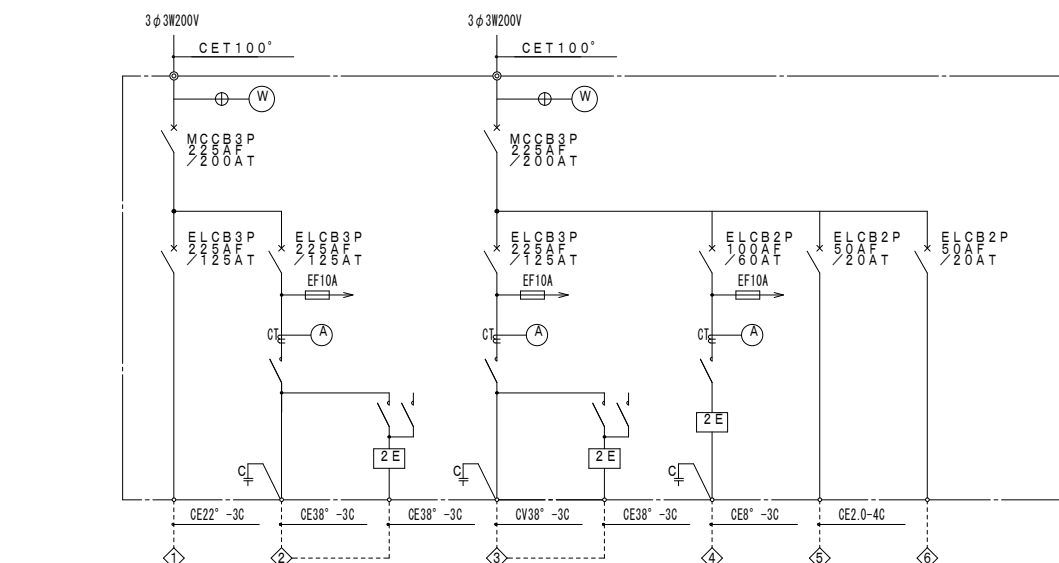 3φ3W200V
3φ3W200V
CET100°
CET100°
W
W
MCCB3P
225AF
/200AT
MCCB3P
225AF
/200AT
ELCB3P
225AF
/125AT
ELCB3P
225AF
/125AT
ELCB3P
225AF
/125AT
ELCB2P
100AF
/60AT
ELCB2P
50AF
/20AT
ELCB2P
50AF
/20AT
EF10A
EF10A
EF10A
CT
A
CT
A
CT
A
2E
2E
2E
C
C
C
CE22°-3C
CE38°-3C
CE38°-3C
CV38°-3C
CE38°-3C
CE8°-3C
CE2.0-4C
1
2
3
4
5
6